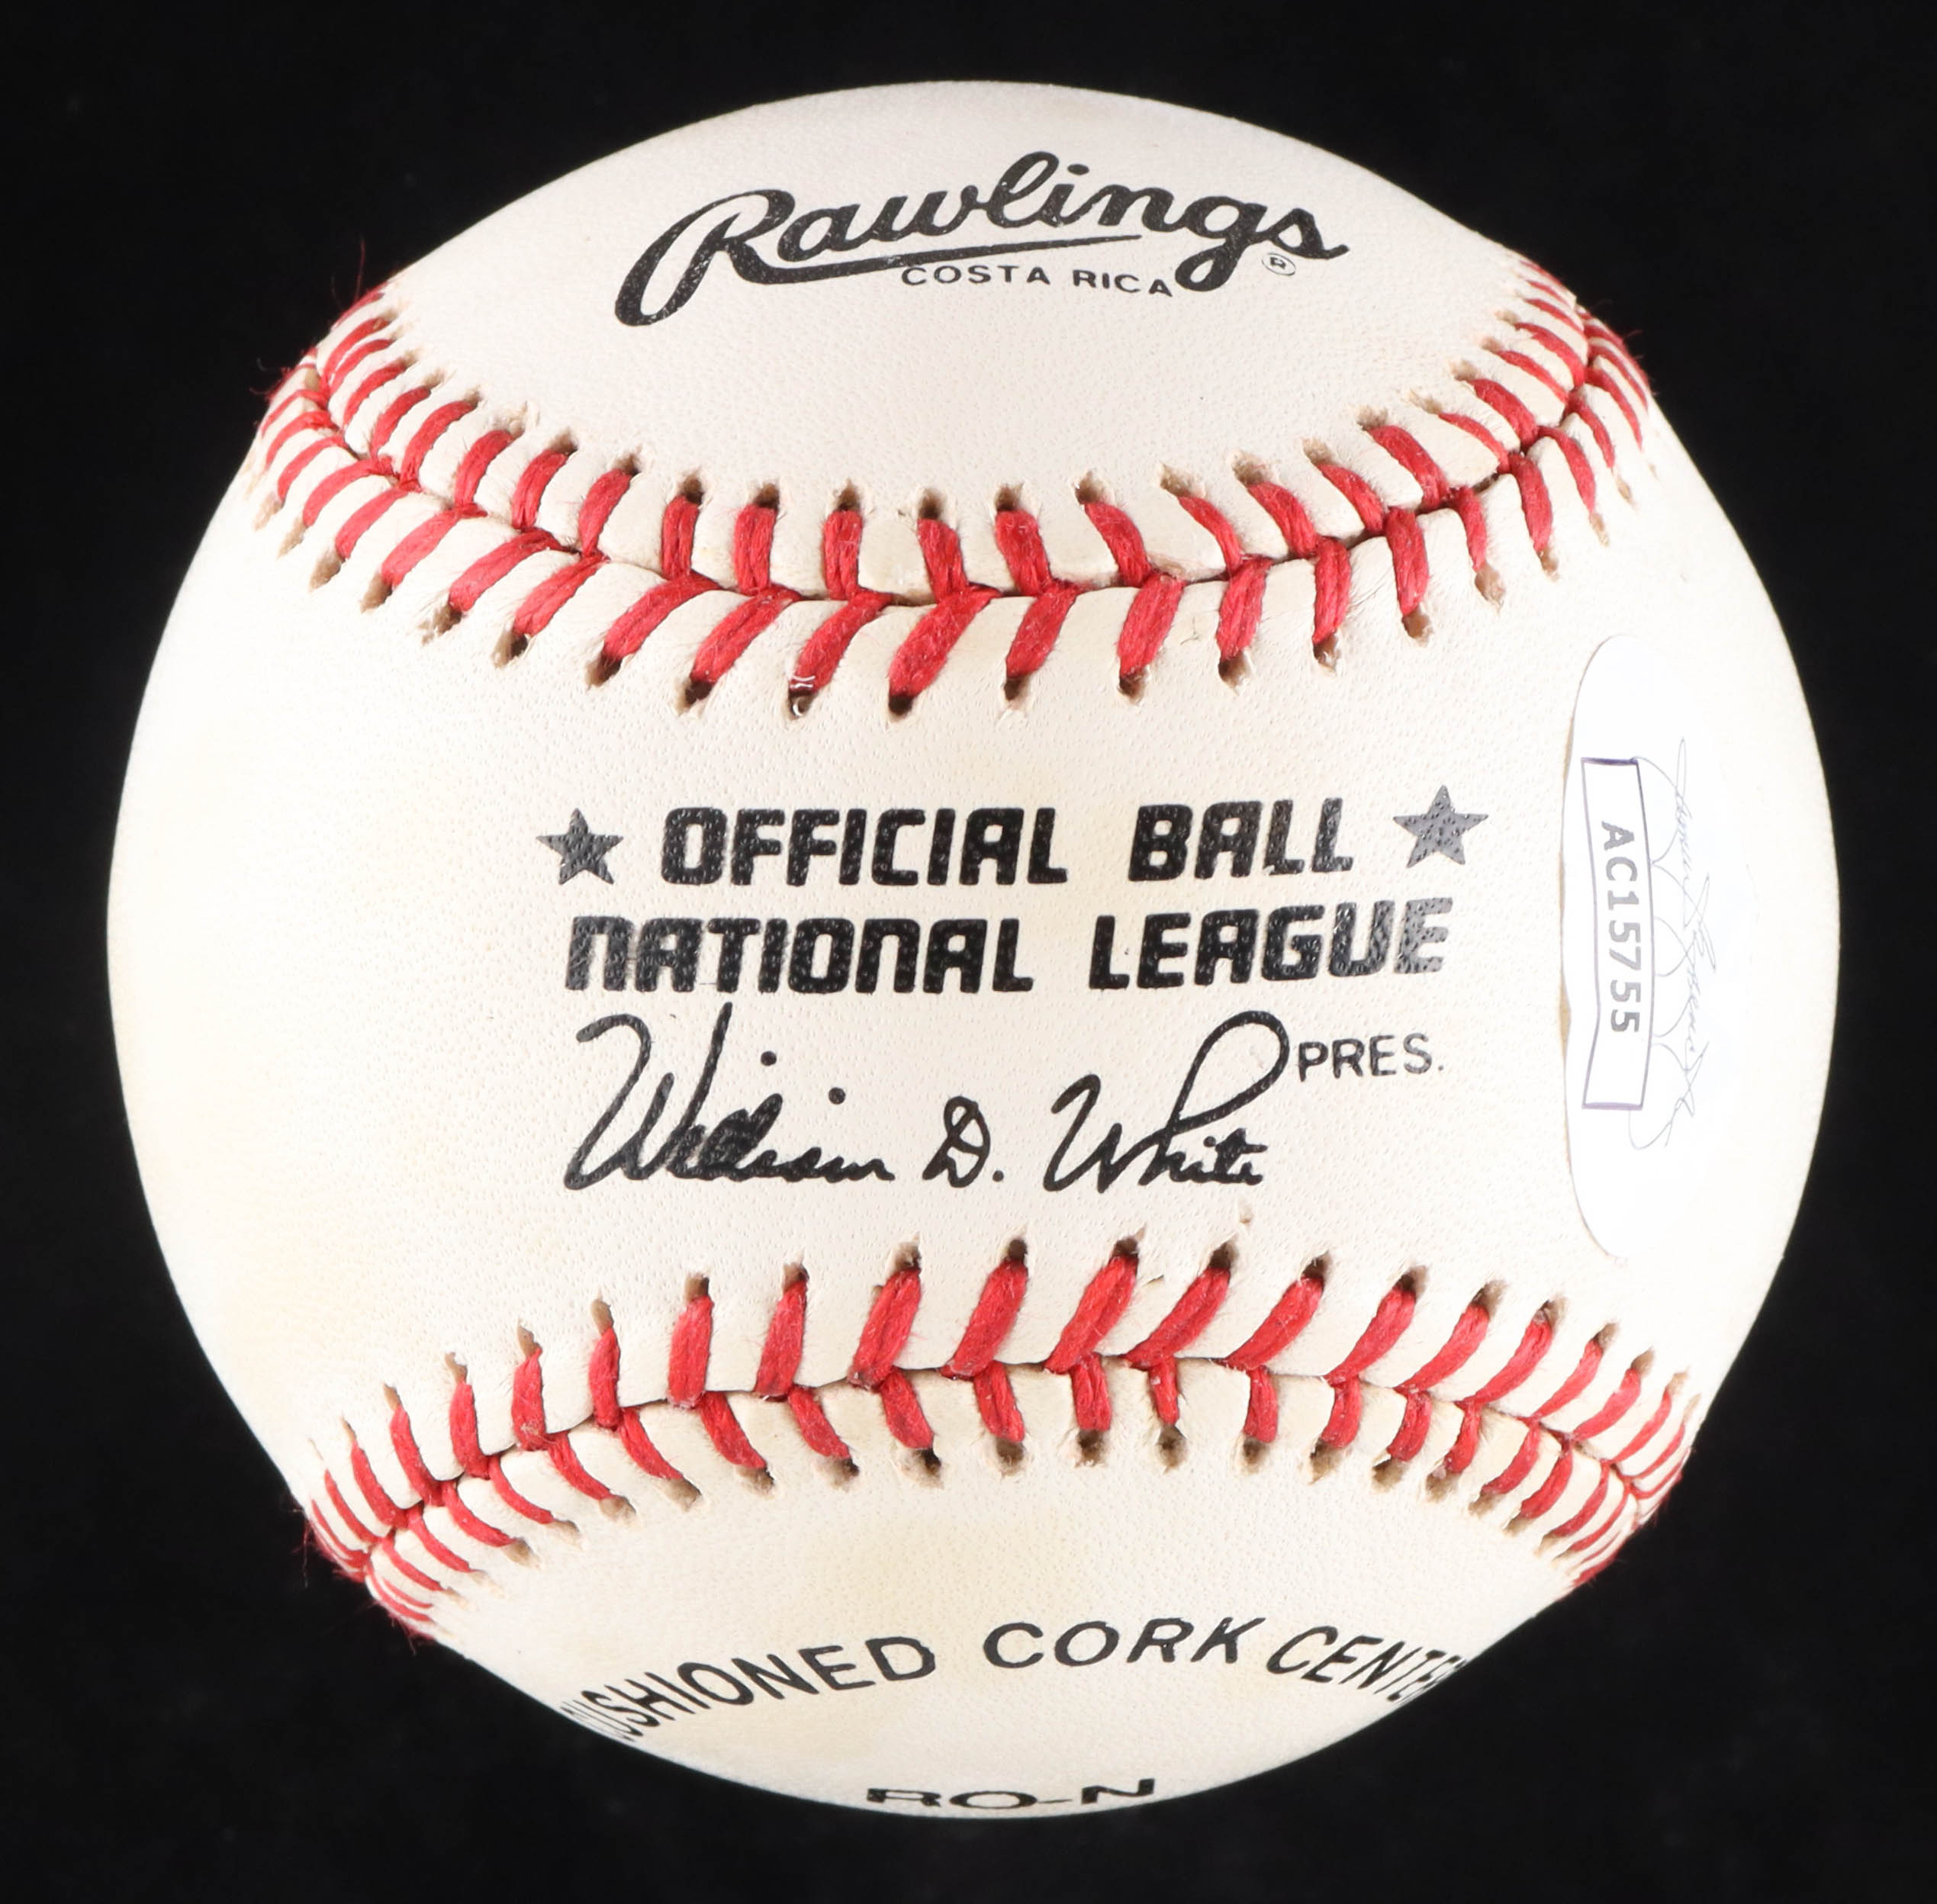 Rawlings
®
COSTA RICA
★ OFFICIAL BALL ★
NATIONAL LEAGUE
William D. White PRES.
AC15755
CUSHIONED CORK CENTER
RO-N